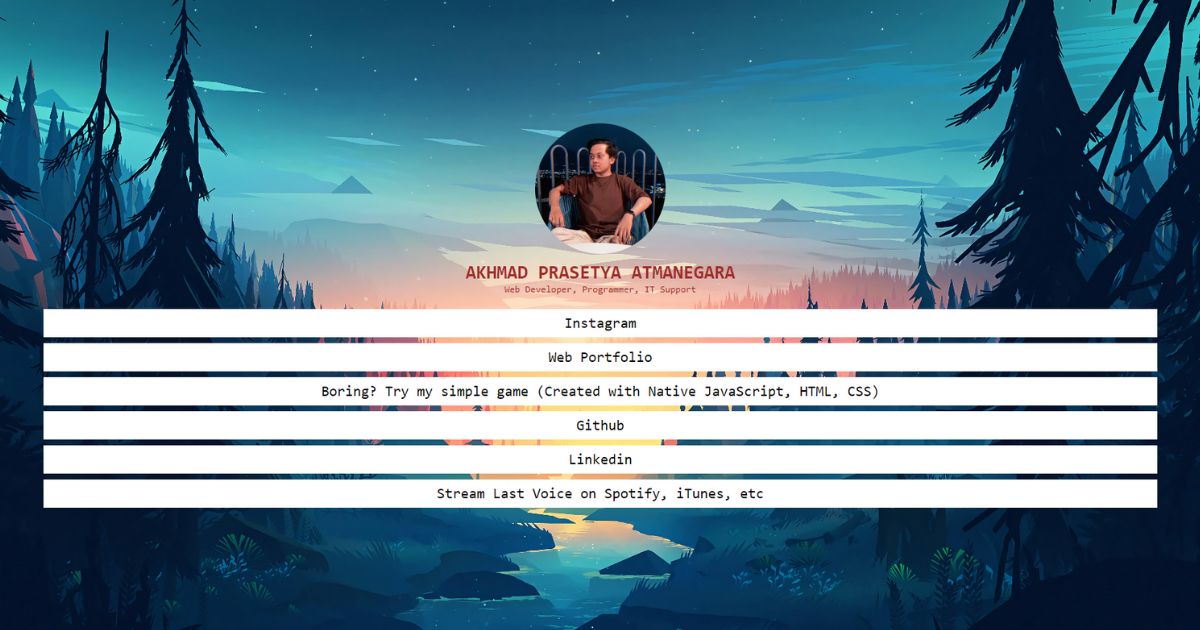 AKHMAD PRASETYA ATMANEGARA
Web Developer, Programmer, IT Support
Instagram
Web Portfolio
Boring? Try my simple game (Created with Native JavaScript, HTML, CSS)
Github
Linkedin
Stream Last Voice on Spotify, iTunes, etc